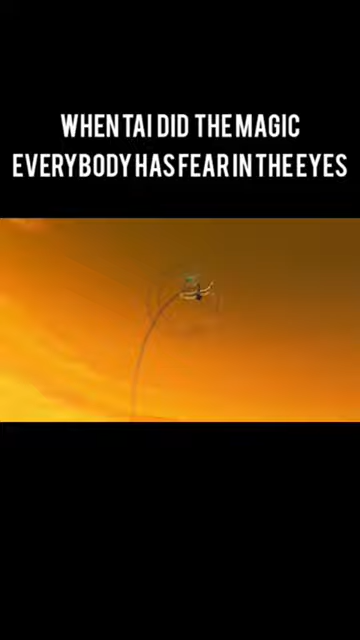 WHEN TAI DID THE MAGIC
EVERYBODY HAS FEAR IN THE EYES